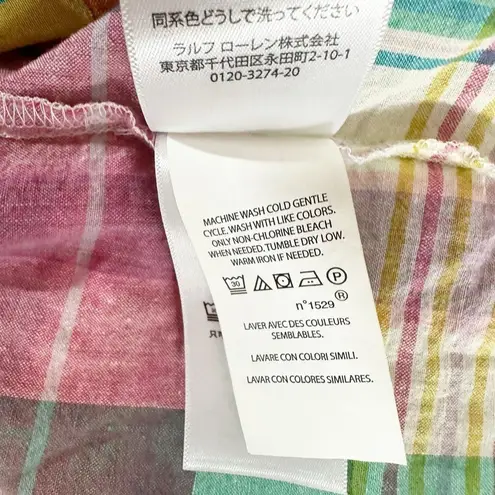 同系色どうしで洗ってください
ラルフ ローレン株式会社
東京都千代田区永田町2-10-1
0120-3274-20
MACHINE WASH COLD GENTLE
CYCLE. WASH WITH LIKE COLORS.
ONLY NON-CHLORINE BLEACH
WHEN NEEDED. TUMBLE DRY LOW.
WARM IRON IF NEEDED.
30 P
n°1529 ®
LAVER AVEC DES COULEURS
SEMBLABLES.
LAVARE CON COLORI SIMILI.
LAVAR CON COLORES SIMILARES.